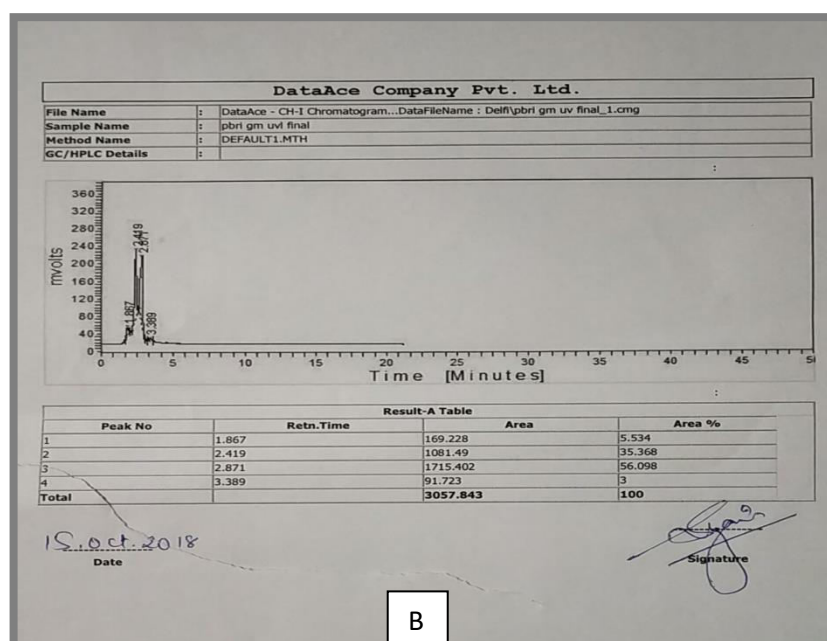 DataAce Company Pvt. Ltd.
File Name : DataAce - CH-I Chromatogram...DataFileName : Delfi\pbri gm uv final_1.cmg
Sample Name : pbri gm uvl final
Method Name : DEFAULT1.MTH
GC/HPLC Details :
:
mvolts
360
320
280
240
200
160
120
80
40
0
1.867
2.419
2.871
3.389
0 5 10 15 20 25 30 35 40 45
Time [Minutes]
:
Result-A Table
Peak No Retn.Time Area Area %
1 1.867 169.228 5.534
2 2.419 1081.49 35.368
3 2.871 1715.402 56.098
4 3.389 91.723 3
Total 3057.843 100
15.oct.2018
Date
Signature
B